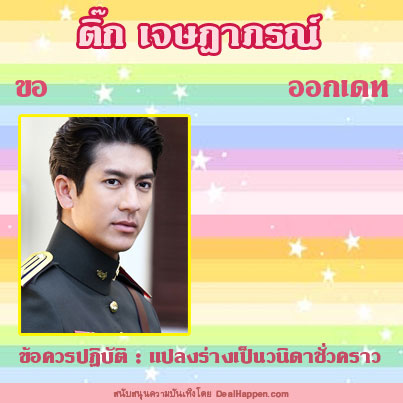 ติ๊ก เจษฎาภรณ์
ขอ ออกเดท
ข้อควรปฏิบัติ : แปลงร่างเป็นวนิดาชั่วคราว
สนับสนุนความบันเทิงโดย DealHappen.com